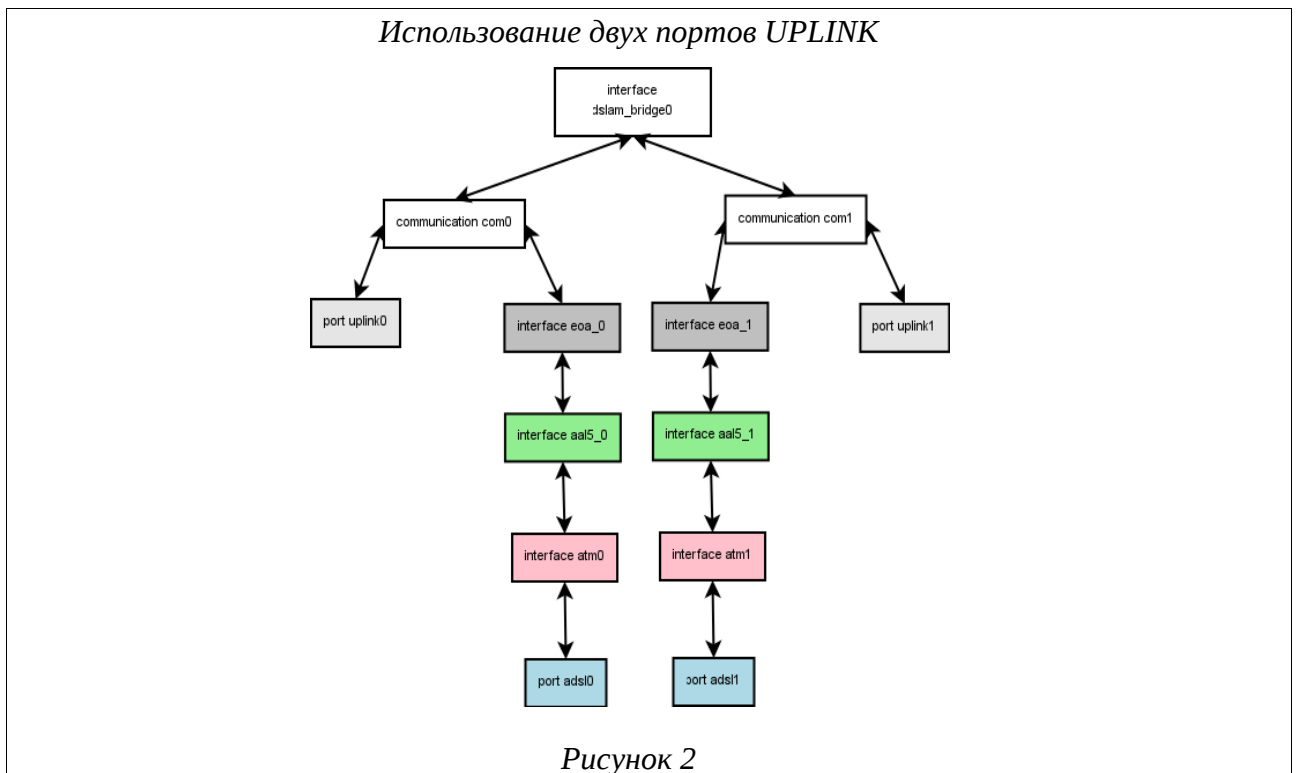 Использование двух портов UPLINK
interface
dslam_bridge0
communication com0
communication com1
port uplink0
interface eoa_0
interface eoa_1
port uplink1
interface aal5_0
interface aal5_1
interface atm0
interface atm1
port adsl0
port adsl1
Рисунок 2